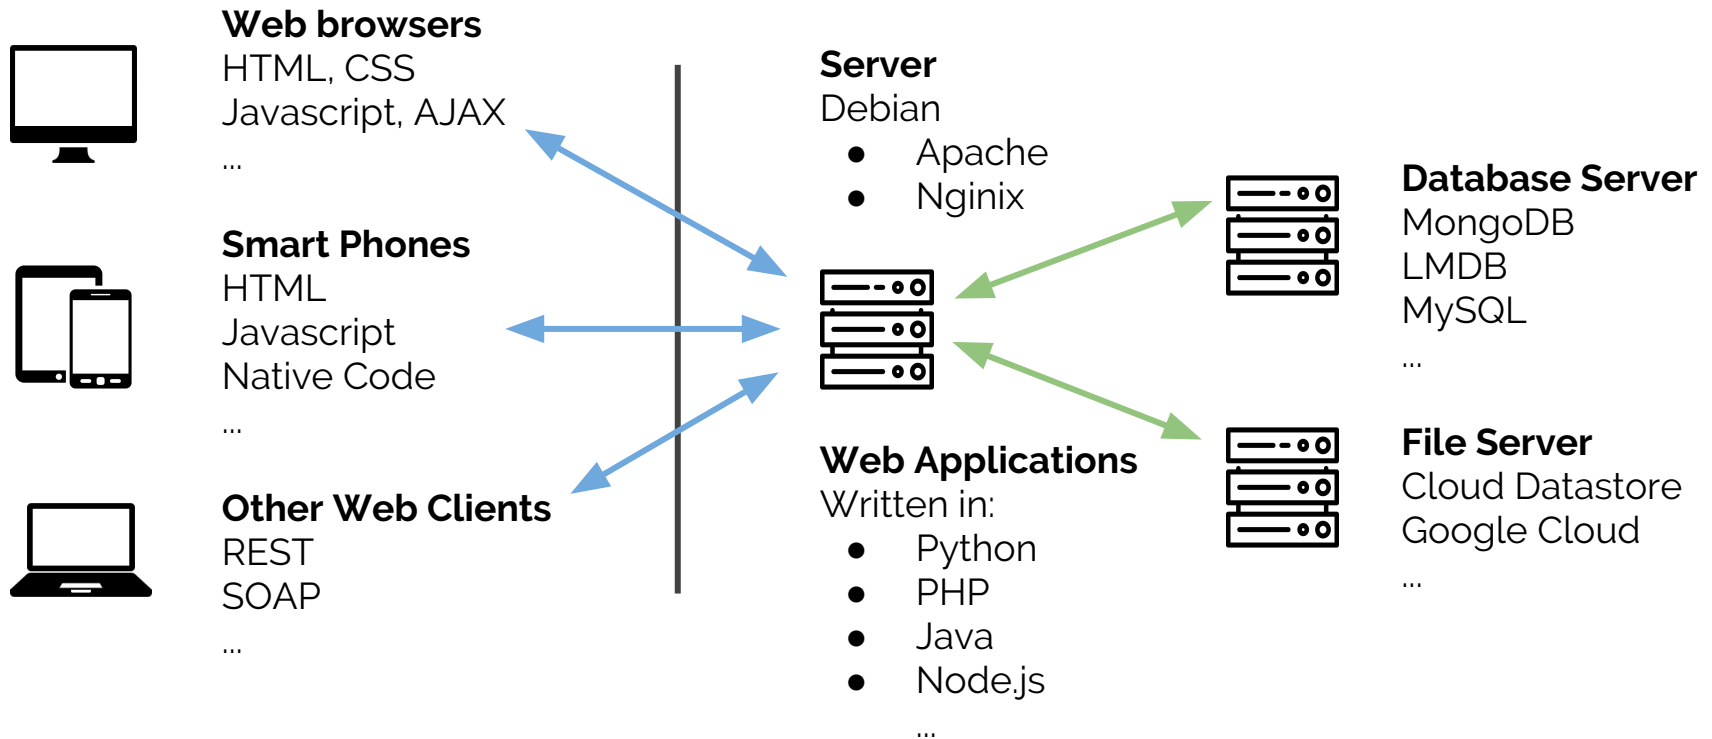 Web browsers
HTML, CSS
Javascript, AJAX
...
Smart Phones
HTML
Javascript
Native Code
...
Other Web Clients
REST
SOAP
...
Server
Debian
● Apache
● Nginix
Web Applications
Written in:
● Python
● PHP
● Java
● Node.js
...
Database Server
MongoDB
LMDB
MySQL
...
File Server
Cloud Datastore
Google Cloud
...